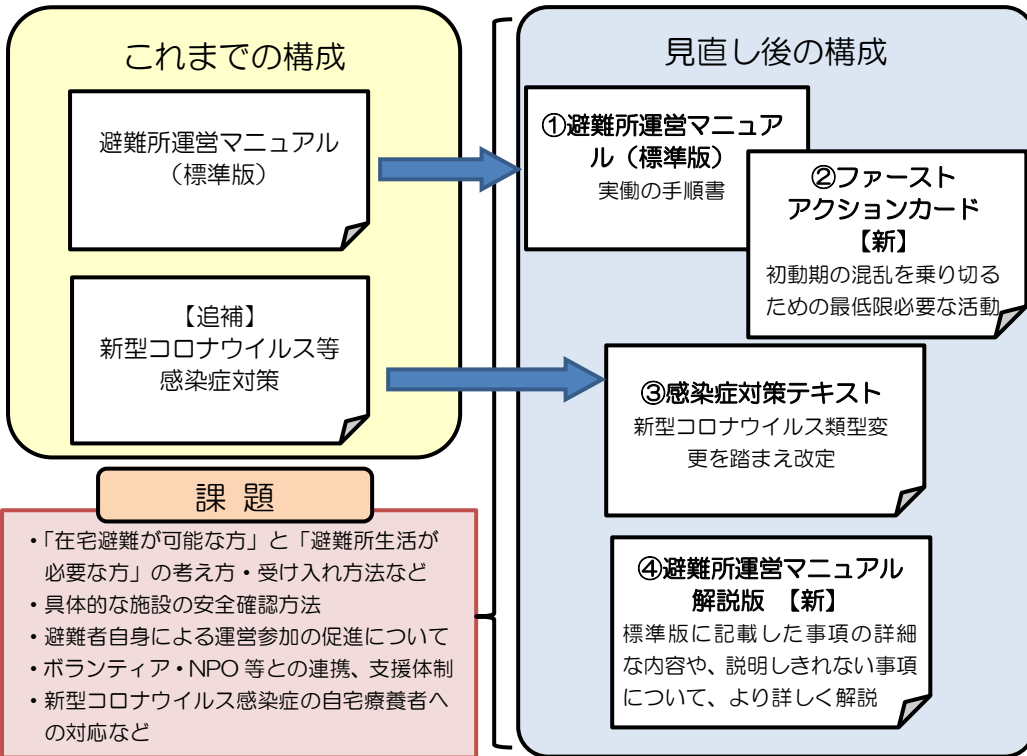 これまでの構成
避難所運営マニュアル
（標準版）
【追補】
新型コロナウイルス等
感染症対策
課 題
・「在宅避難が可能な方」と「避難所生活が
必要な方」の考え方・受け入れ方法など
・具体的な施設の安全確認方法
・避難者自身による運営参加の促進について
・ボランティア・NPO 等との連携、支援体制
・新型コロナウイルス感染症の自宅療養者へ
の対応など
見直し後の構成
①避難所運営マニュア
ル（標準版）
実働の手順書
②ファースト
アクションカード
【新】
初動期の混乱を乗り切る
ための最低限必要な活動
③感染症対策テキスト
新型コロナウイルス類型変
更を踏まえ改定
④避難所運営マニュアル
解説版 【新】
標準版に記載した事項の詳細
な内容や、説明しきれない事項
について、より詳しく解説